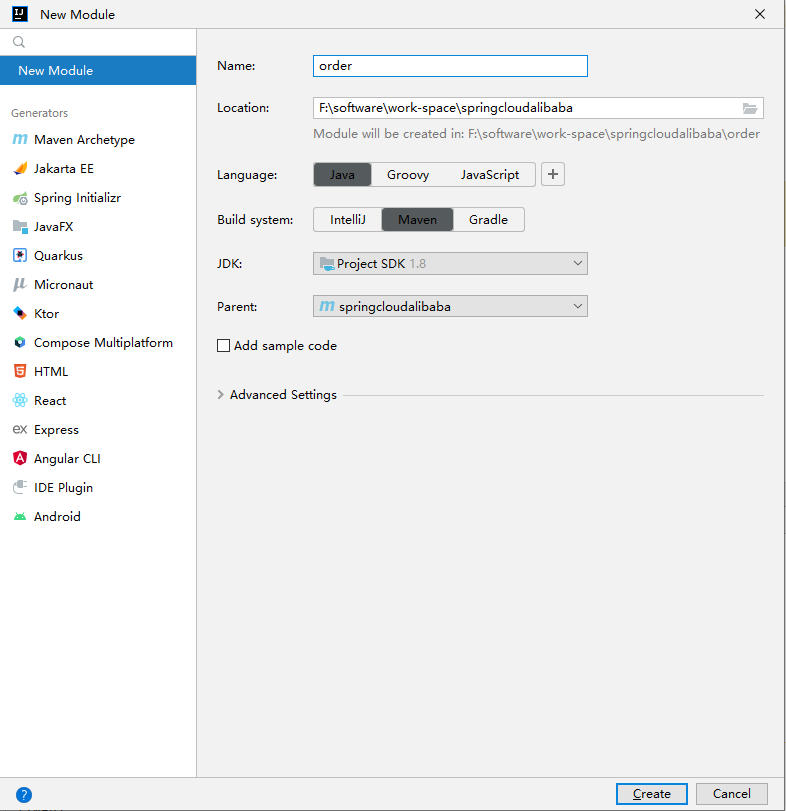 New Module
New Module
Generators
Maven Archetype
Jakarta EE
Spring Initializr
JavaFX
Quarkus
Micronaut
Ktor
Compose Multiplatform
HTML
React
ex Express
Angular CLI
IDE Plugin
Android
Name: order
Location: F:\software\work-space\springcloudalibaba
Module will be created in: F:\software\work-space\springcloudalibaba\order
Language: Java Groovy JavaScript +
Build system: IntelliJ Maven Gradle
JDK: Project SDK 1.8
Parent: springcloudalibaba
Add sample code
Advanced Settings
? Create Cancel